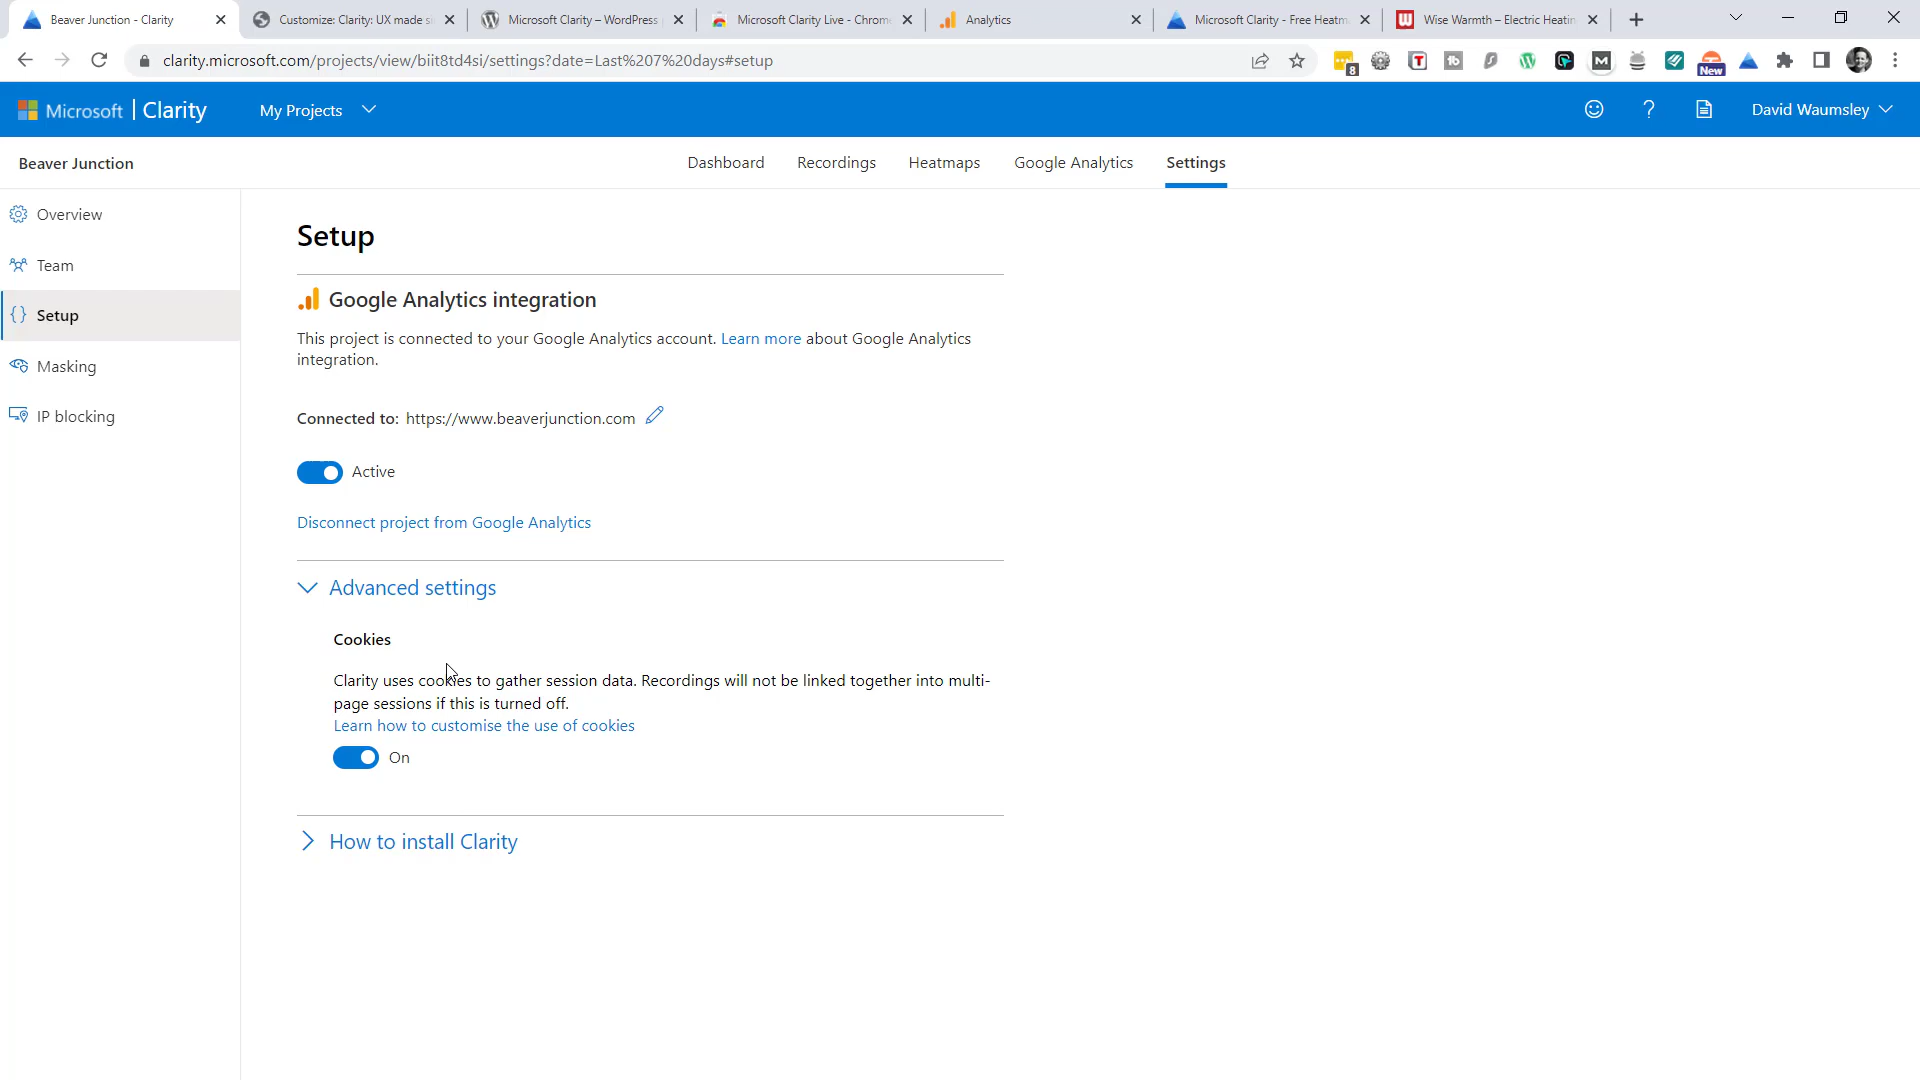 Beaver Junction - Clarity
Customize: Clarity: UX made s
Microsoft Clarity – WordPress
Microsoft Clarity Live - Chrom
Analytics
Microsoft Clarity - Free Heatm
Wise Warmth – Electric Heatin
clarity.microsoft.com/projects/view/biit8td4si/settings?date=Last%207%20days#setup
8
T
tb
W
M
New
Microsoft | Clarity
My Projects
?
David Waumsley
Beaver Junction
Dashboard
Recordings
Heatmaps
Google Analytics
Settings
Overview
Team
{} Setup
Masking
IP blocking
Setup
Google Analytics integration
This project is connected to your Google Analytics account. Learn more about Google Analytics
integration.
Connected to: https://www.beaverjunction.com
Active
Disconnect project from Google Analytics
Advanced settings
Cookies
Clarity uses cookies to gather session data. Recordings will not be linked together into multi-
page sessions if this is turned off.
Learn how to customise the use of cookies
On
How to install Clarity